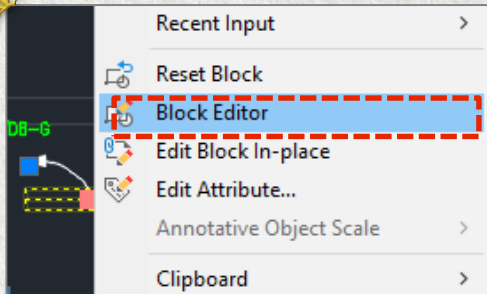 Recent Input
Reset Block
Block Editor
DB-G
Edit Block In-place
Edit Attribute...
Annotative Object Scale
Clipboard